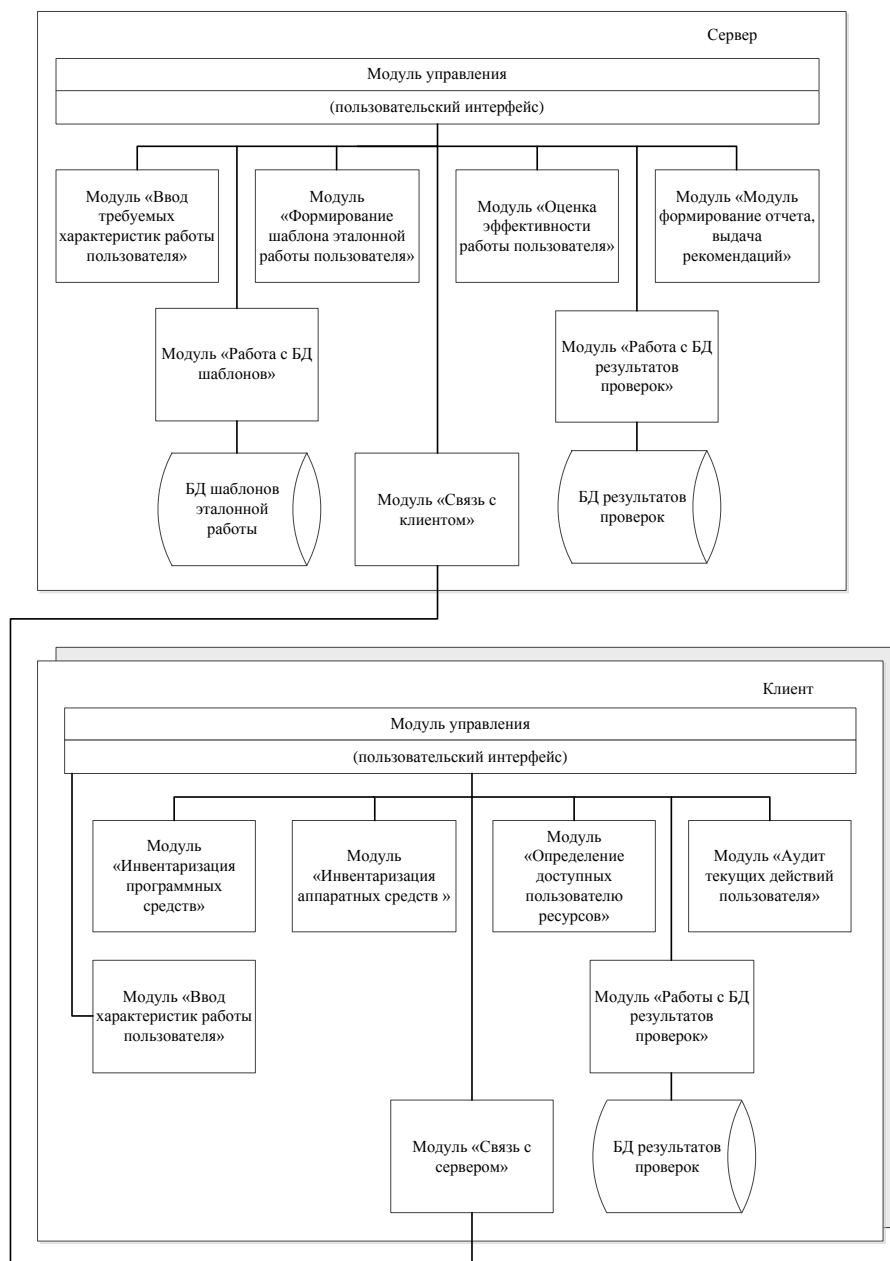 Сервер
Модуль управления
(пользовательский интерфейс)
Модуль «Ввод
требуемых
характеристик работы
пользователя»
Модуль
«Формирование
шаблона эталонной
работы пользователя»
Модуль «Оценка
эффективности
работы пользователя»
Модуль «Модуль
формирование отчета,
выдача
рекомендаций»
Модуль «Работа с БД
шаблонов»
Модуль «Работа с БД
результатов
проверок»
БД шаблонов
эталонной
работы
Модуль «Связь с
клиентом»
БД результатов
проверок
Клиент
Модуль управления
(пользовательский интерфейс)
Модуль
«Инвентаризация
программных
средств»
Модуль
«Инвентаризация
аппаратных средств »
Модуль
«Определение
доступных
пользователю
ресурсов»
Модуль «Аудит
текущих действий
пользователя»
Модуль «Ввод
характеристик работы
пользователя»
Модуль «Работы с БД
результатов
проверок»
Модуль «Связь с
сервером»
БД результатов
проверок